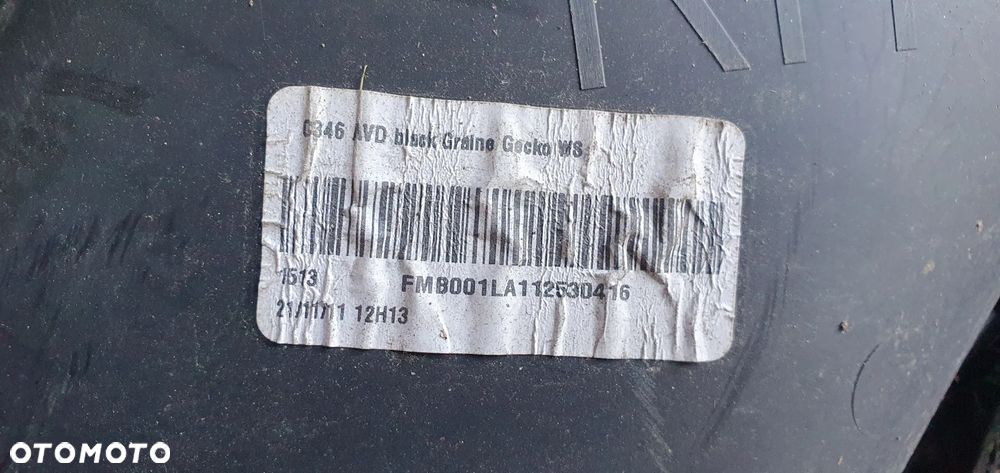 C346 AVD black Graine Gecko WS
1513
FMB001LA112530416
21/11/11 12H13
OTOMOTO